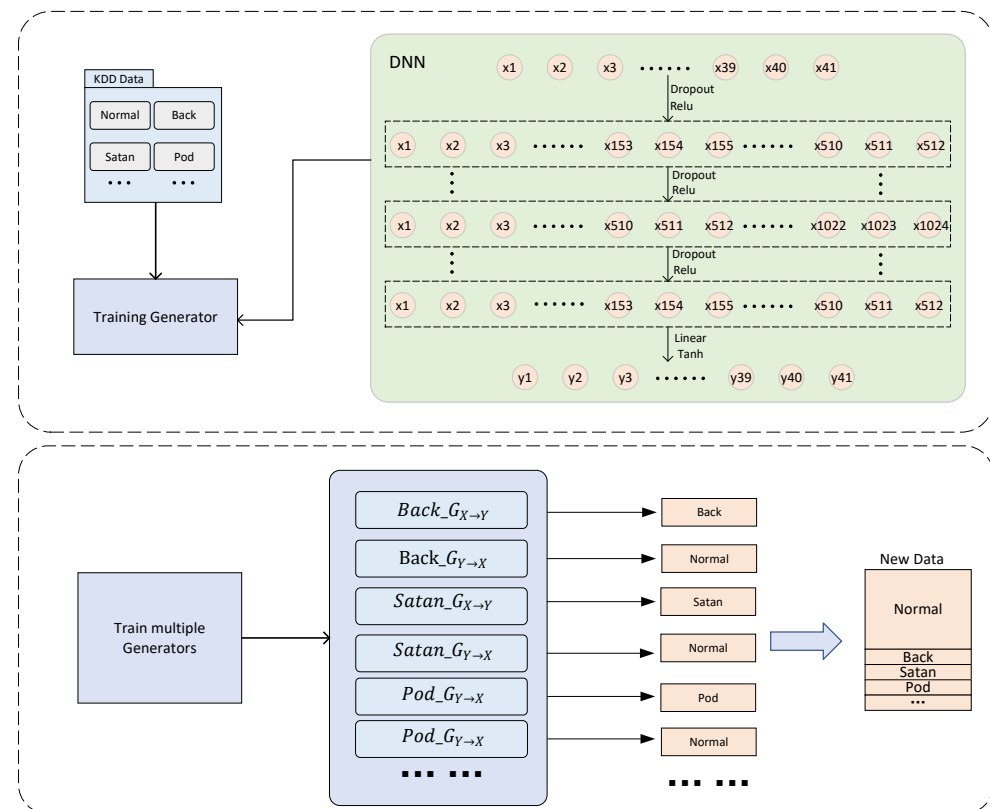 KDD Data
Normal Back
Satan Pod
... ...
Training Generator
DNN
x1 x2 x3 ...... x39 x40 x41
Dropout
Relu
x1 x2 x3 ...... x153 x154 x155 ...... x510 x511 x512
Dropout
Relu
x1 x2 x3 ...... x510 x511 x512 ...... x1022 x1023 x1024
Dropout
Relu
x1 x2 x3 ...... x153 x154 x155 ...... x510 x511 x512
Linear
Tanh
y1 y2 y3 ...... y39 y40 y41
Train multiple
Generators
Back_G_{X→Y}
Back_G_{Y→X}
Satan_G_{X→Y}
Satan_G_{Y→X}
Pod_G_{Y→X}
Pod_G_{Y→X}
... ...
Back
Normal
Satan
Normal
Pod
Normal
... ...
New Data
Normal
Back
Satan
Pod
...